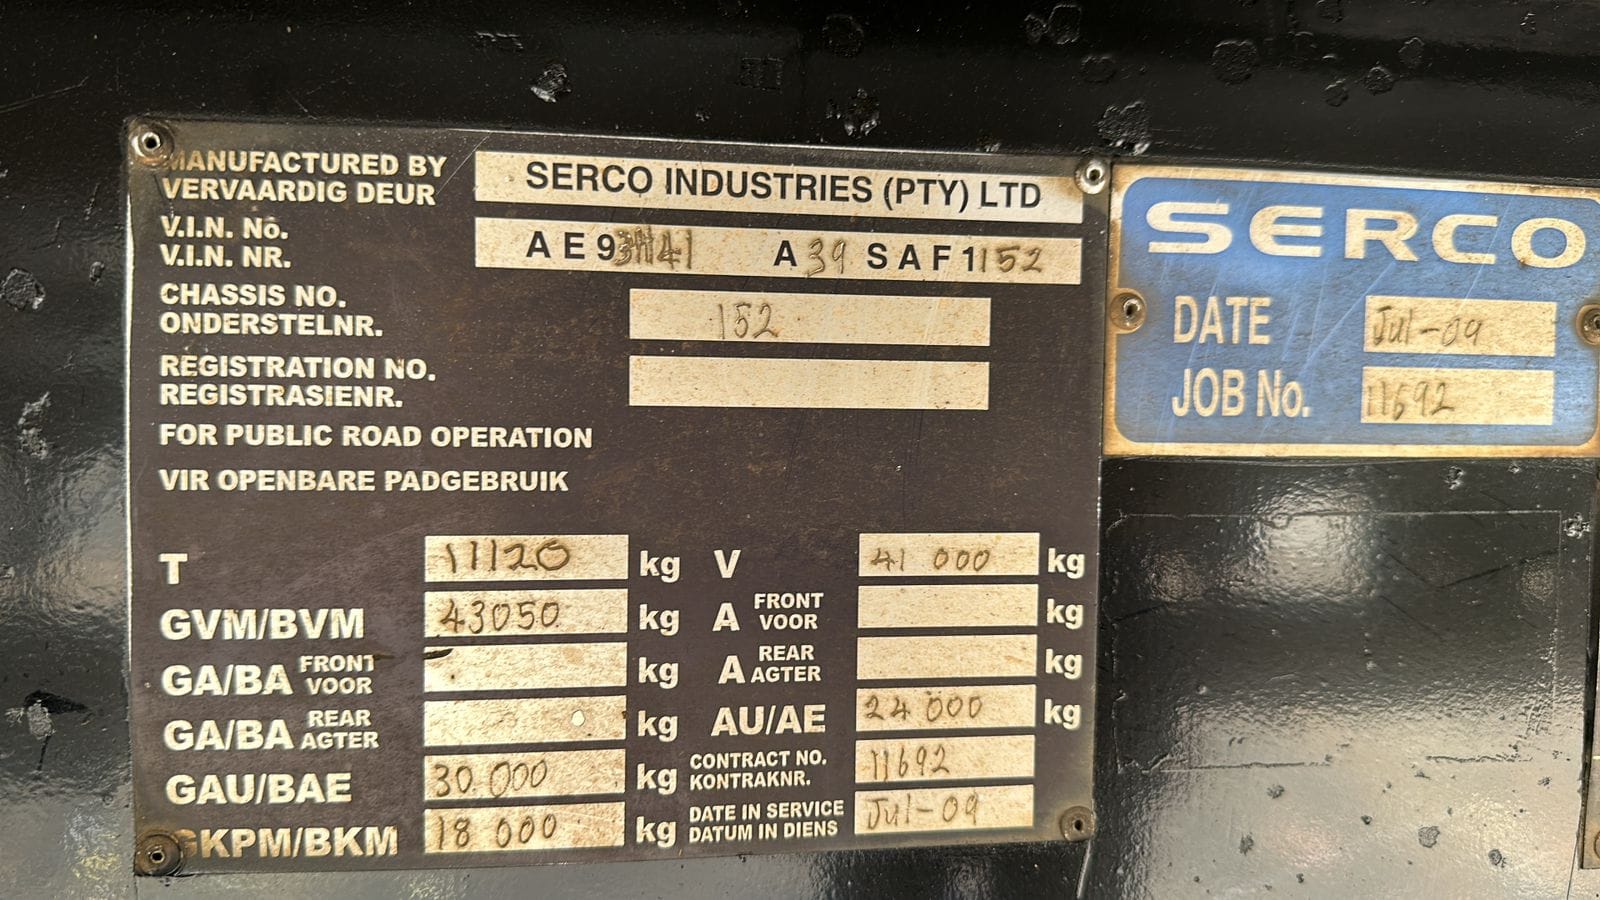 MANUFACTURED BY
VERVAARDIG DEUR
SERCO INDUSTRIES (PTY) LTD
V.I.N. No.
V.I.N. NR.
A E 9 41 A 39 S A F 1 152
CHASSIS NO.
ONDERSTELNR.
152
REGISTRATION NO.
REGISTRASIENR.
FOR PUBLIC ROAD OPERATION
VIR OPENBARE PADGEBRUIK
T 11120 kg
GVM/BVM 43050 kg
GA/BA FRONT VOOR kg
GA/BA REAR AGTER kg
GAU/BAE 30.000 kg
GKPM/BKM 18 000 kg
V 41 000 kg
A FRONT VOOR kg
A REAR AGTER kg
AU/AE 24 000 kg
CONTRACT NO.
KONTRAKNR.
11692
DATE IN SERVICE
DATUM IN DIENS
Jul-09
SERCO
DATE Jul-09
JOB No. 11692